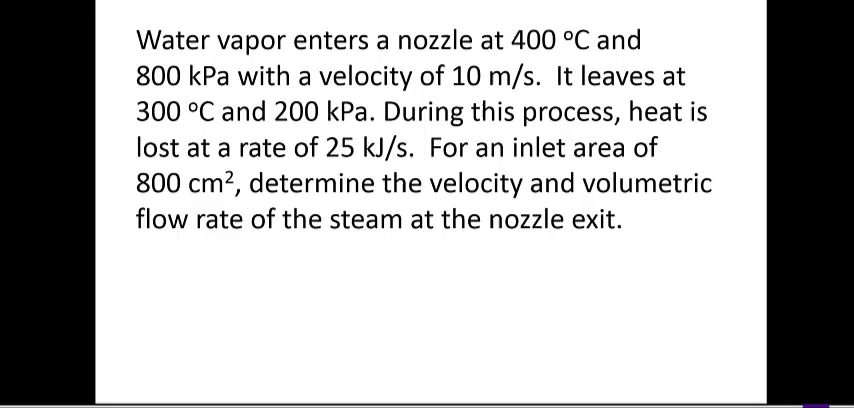 Water vapor enters a nozzle at 400 ºC and
800 kPa with a velocity of 10 m/s.  It leaves at
300 ºC and 200 kPa. During this process, heat is
lost at a rate of 25 kJ/s.  For an inlet area of
800 cm², determine the velocity and volumetric
flow rate of the steam at the nozzle exit.